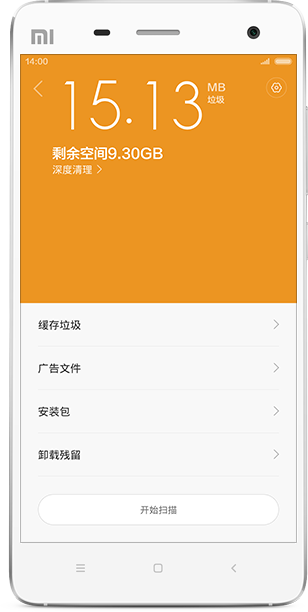 MI
14:00
15.13 MB
垃圾
剩余空间9.30GB
深度清理
缓存垃圾
广告文件
安装包
卸载残留
开始扫描